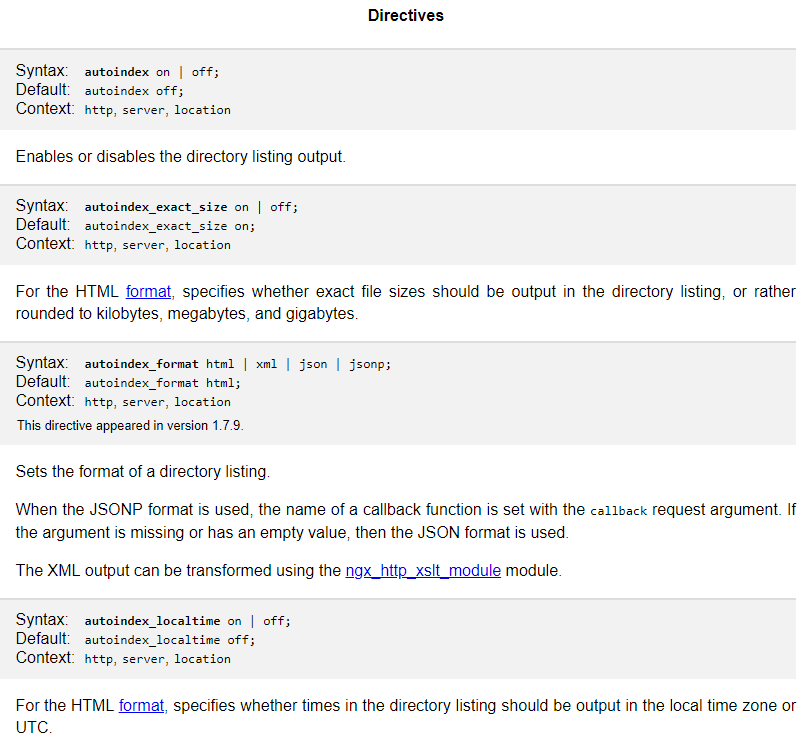 Directives
Syntax: autoindex on | off;
Default: autoindex off;
Context: http, server, location
Enables or disables the directory listing output.
Syntax: autoindex_exact_size on | off;
Default: autoindex_exact_size on;
Context: http, server, location
For the HTML format, specifies whether exact file sizes should be output in the directory listing, or rather
rounded to kilobytes, megabytes, and gigabytes.
Syntax: autoindex_format html | xml | json | jsonp;
Default: autoindex_format html;
Context: http, server, location
This directive appeared in version 1.7.9.
Sets the format of a directory listing.
When the JSONP format is used, the name of a callback function is set with the callback request argument. If
the argument is missing or has an empty value, then the JSON format is used.
The XML output can be transformed using the ngx_http_xslt_module module.
Syntax: autoindex_localtime on | off;
Default: autoindex_localtime off;
Context: http, server, location
For the HTML format, specifies whether times in the directory listing should be output in the local time zone or
UTC.